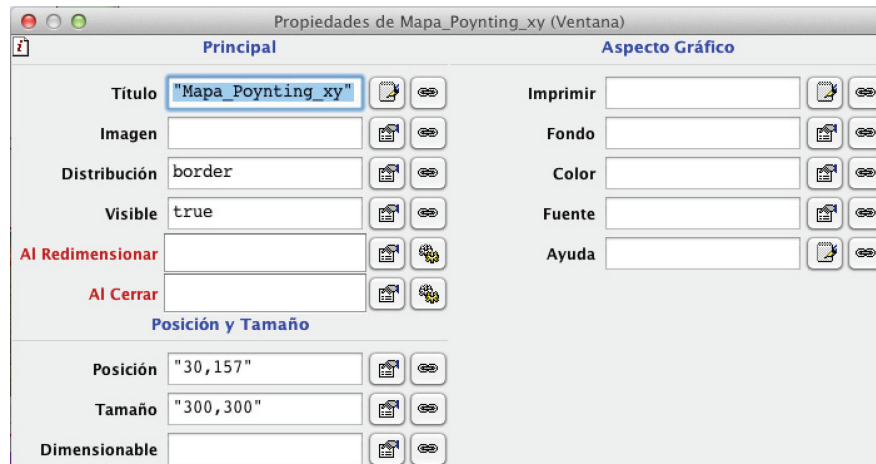 Propiedades de Mapa_Poynting_xy (Ventana)
Principal
Título "Mapa_Poynting_xy"
Imagen
Distribución border
Visible true
Al Redimensionar
Al Cerrar
Posición y Tamaño
Posición "30,157"
Tamaño "300,300"
Dimensionable
Aspecto Gráfico
Imprimir
Fondo
Color
Fuente
Ayuda